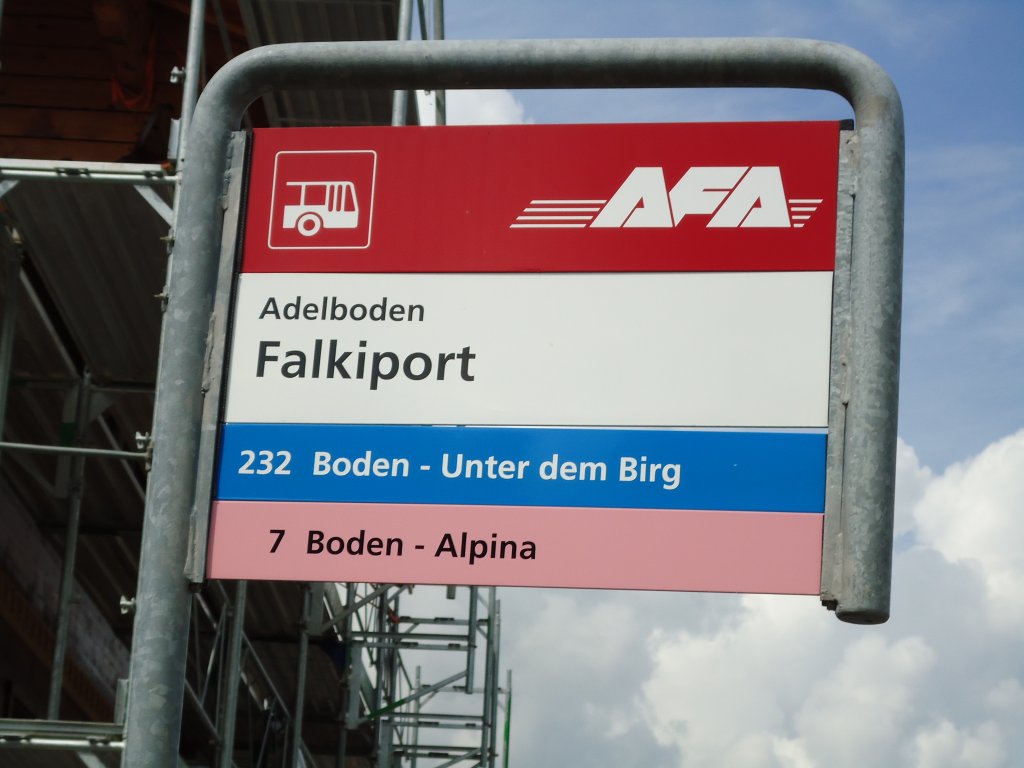 AFA
Adelboden
Falkiport
232 Boden - Unter dem Birg
7 Boden - Alpina